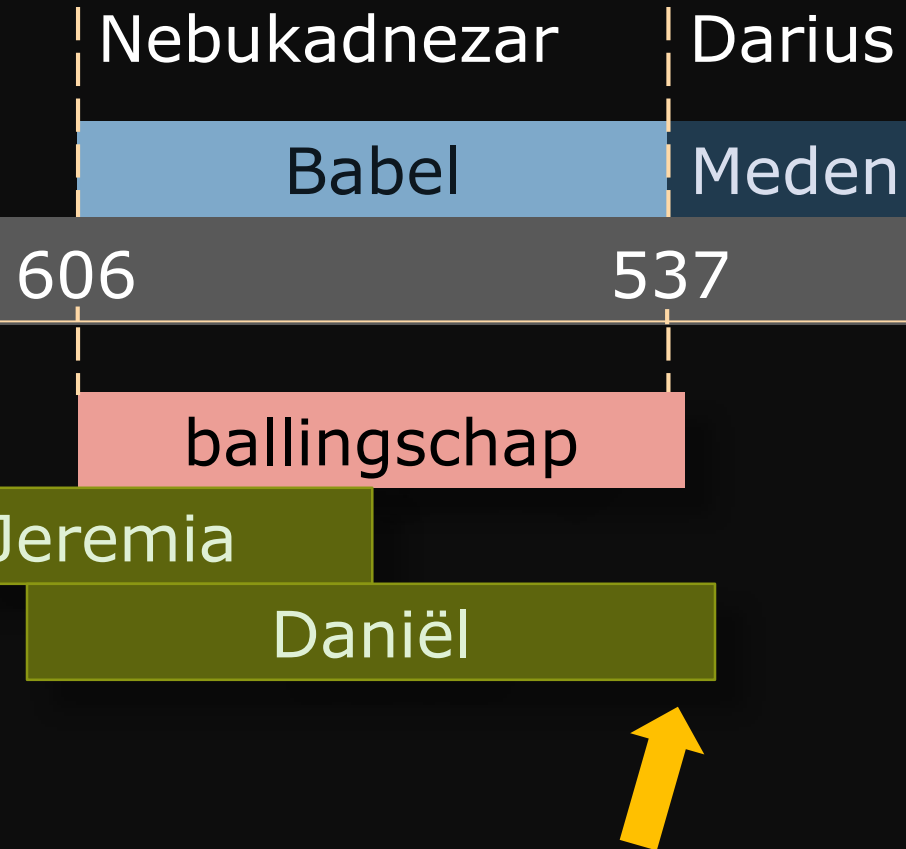 Nebukadnezar Darius
Babel Meden
606 537
ballingschap
Jeremia
Daniël